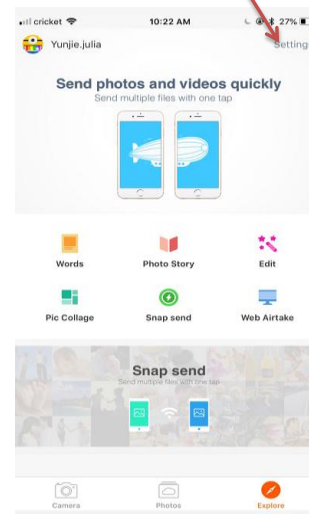 cricket 10:22 AM 27%
Yunjie.julia Setting
Send photos and videos quickly
Send multiple files with one tap
Words Photo Story Edit
Pic Collage Snap send Web Airtake
Snap send
Send multiple files with one tap
Camera Photos Explore